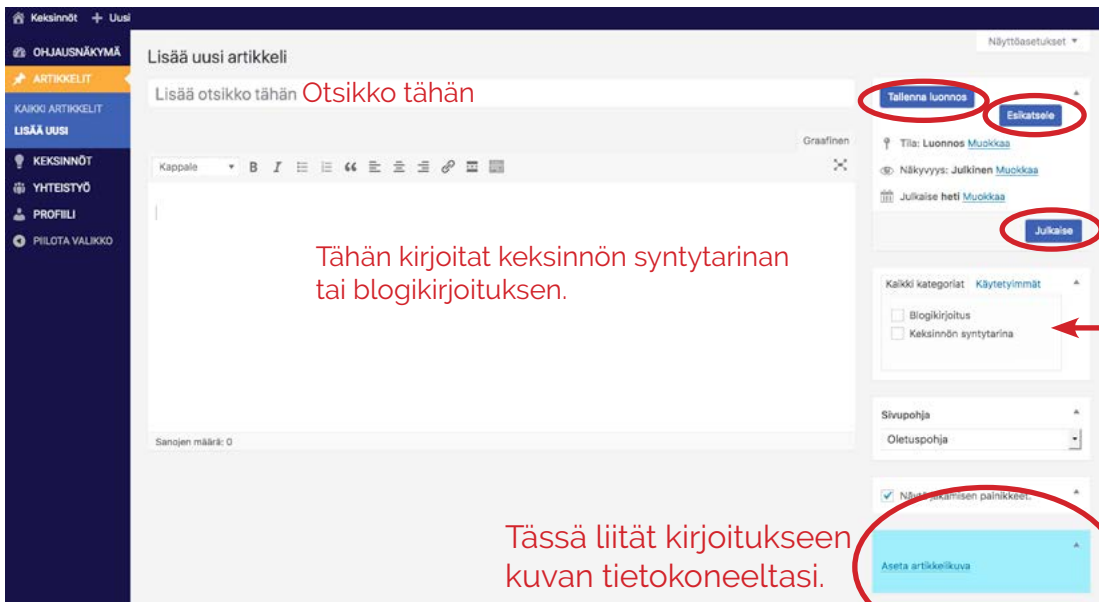 Keksinnöt + Uusi
Näyttöasetukset
OHJAUSNÄKYMÄ
ARTIKKELIT
KAIKKI ARTIKKELIT
LISÄÄ UUSI
KEKSINNÖT
YHTEISTYÖ
PROFIILI
PIILOTA VALIKKO
Lisää uusi artikkeli
Lisää otsikko tähän Otsikko tähän
Graafinen
Kappale B I
Tähän kirjoitat keksinnön syntytarinan
tai blogikirjoituksen.
Sanojen määrä: 0
Tallenna luonnos
Esikatsele
Tila: Luonnos Muokkaa
Näkyvyys: Julkinen Muokkaa
Julkaise heti Muokkaa
Julkaise
Kaikki kategoriat Käytetyimmät
Blogikirjoitus
Keksinnön syntytarina
Sivupohja
Oletuspohja
Näytä jakamisen painikkeet.
Tässä liität kirjoitukseen
kuvan tietokoneeltasi.
Aseta artikkelikuva